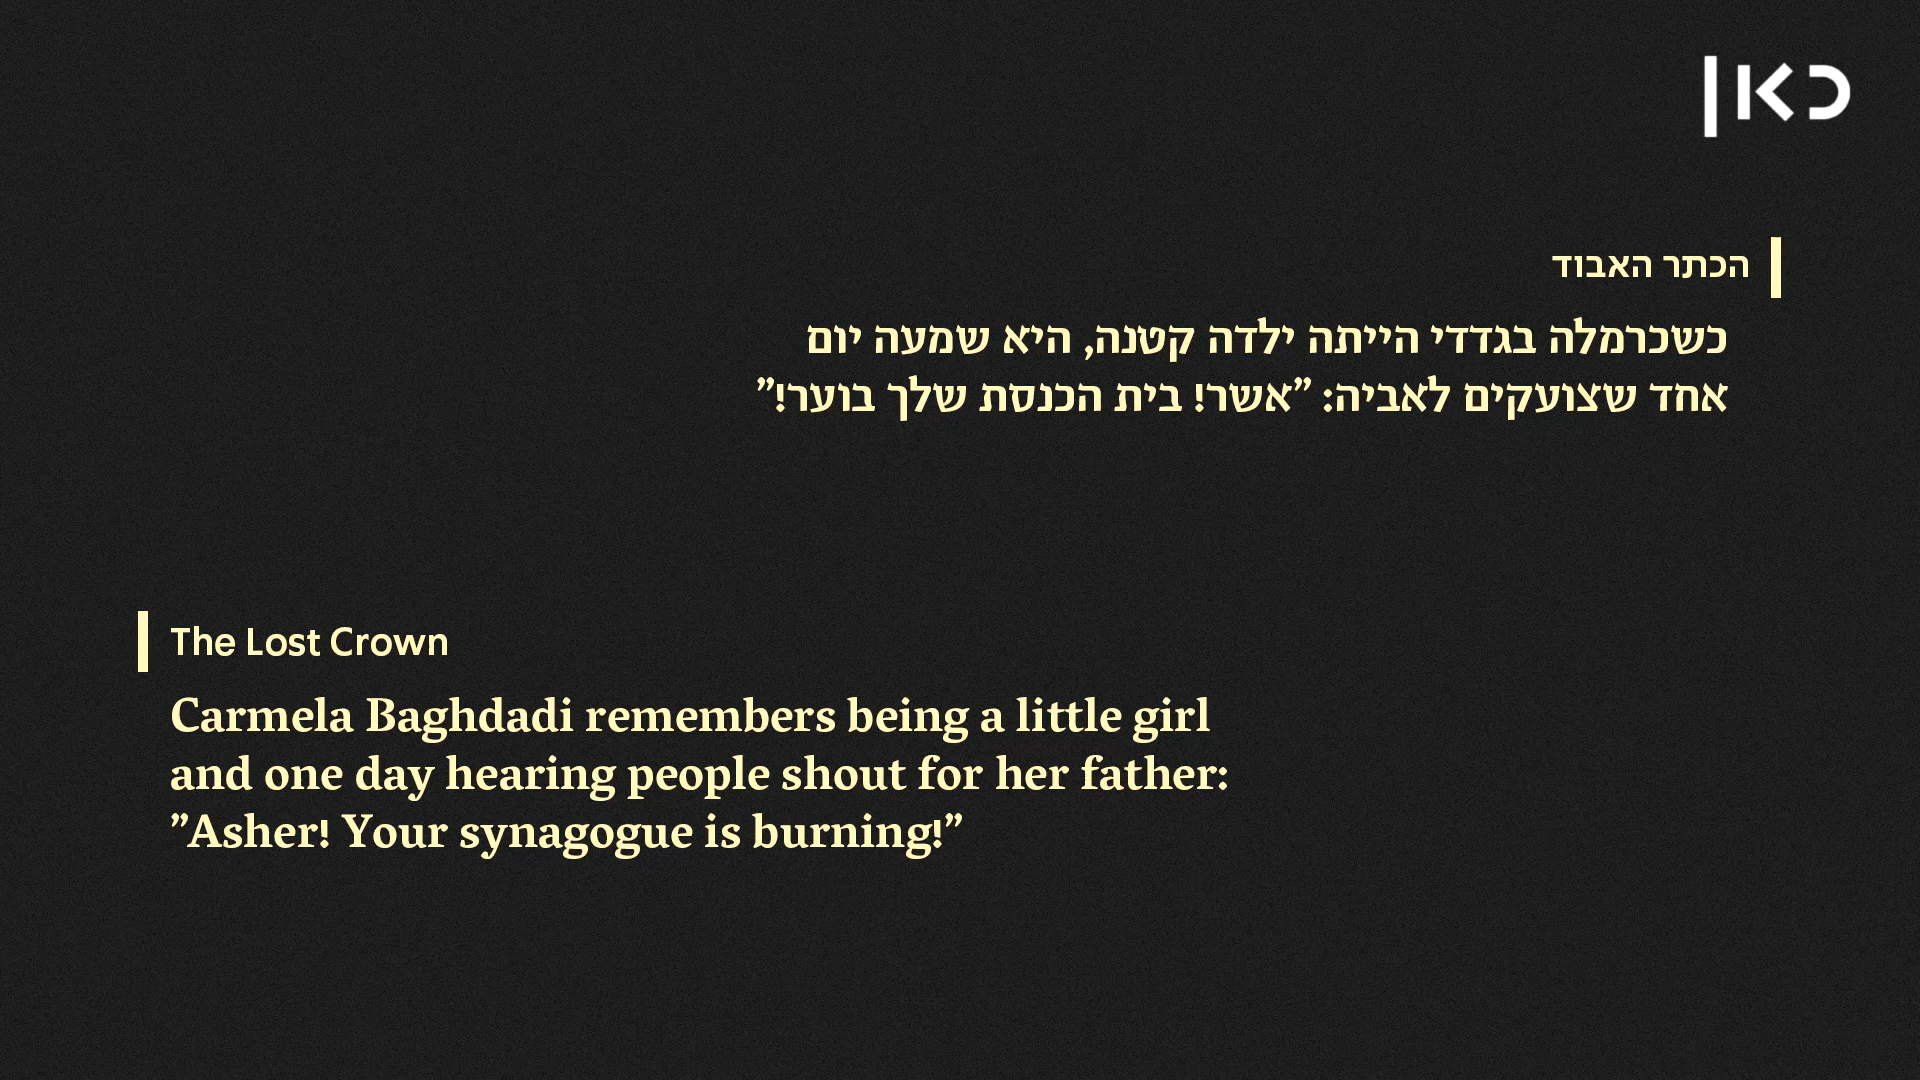 כאן
הכתר האבוד
כשכרמלה בגדדי הייתה ילדה קטנה, היא שמעה יום
אחד שצועקים לאביה: ”אשר! בית הכנסת שלך בוער!”
The Lost Crown
Carmela Baghdadi remembers being a little girl
and one day hearing people shout for her father:
”Asher! Your synagogue is burning!”